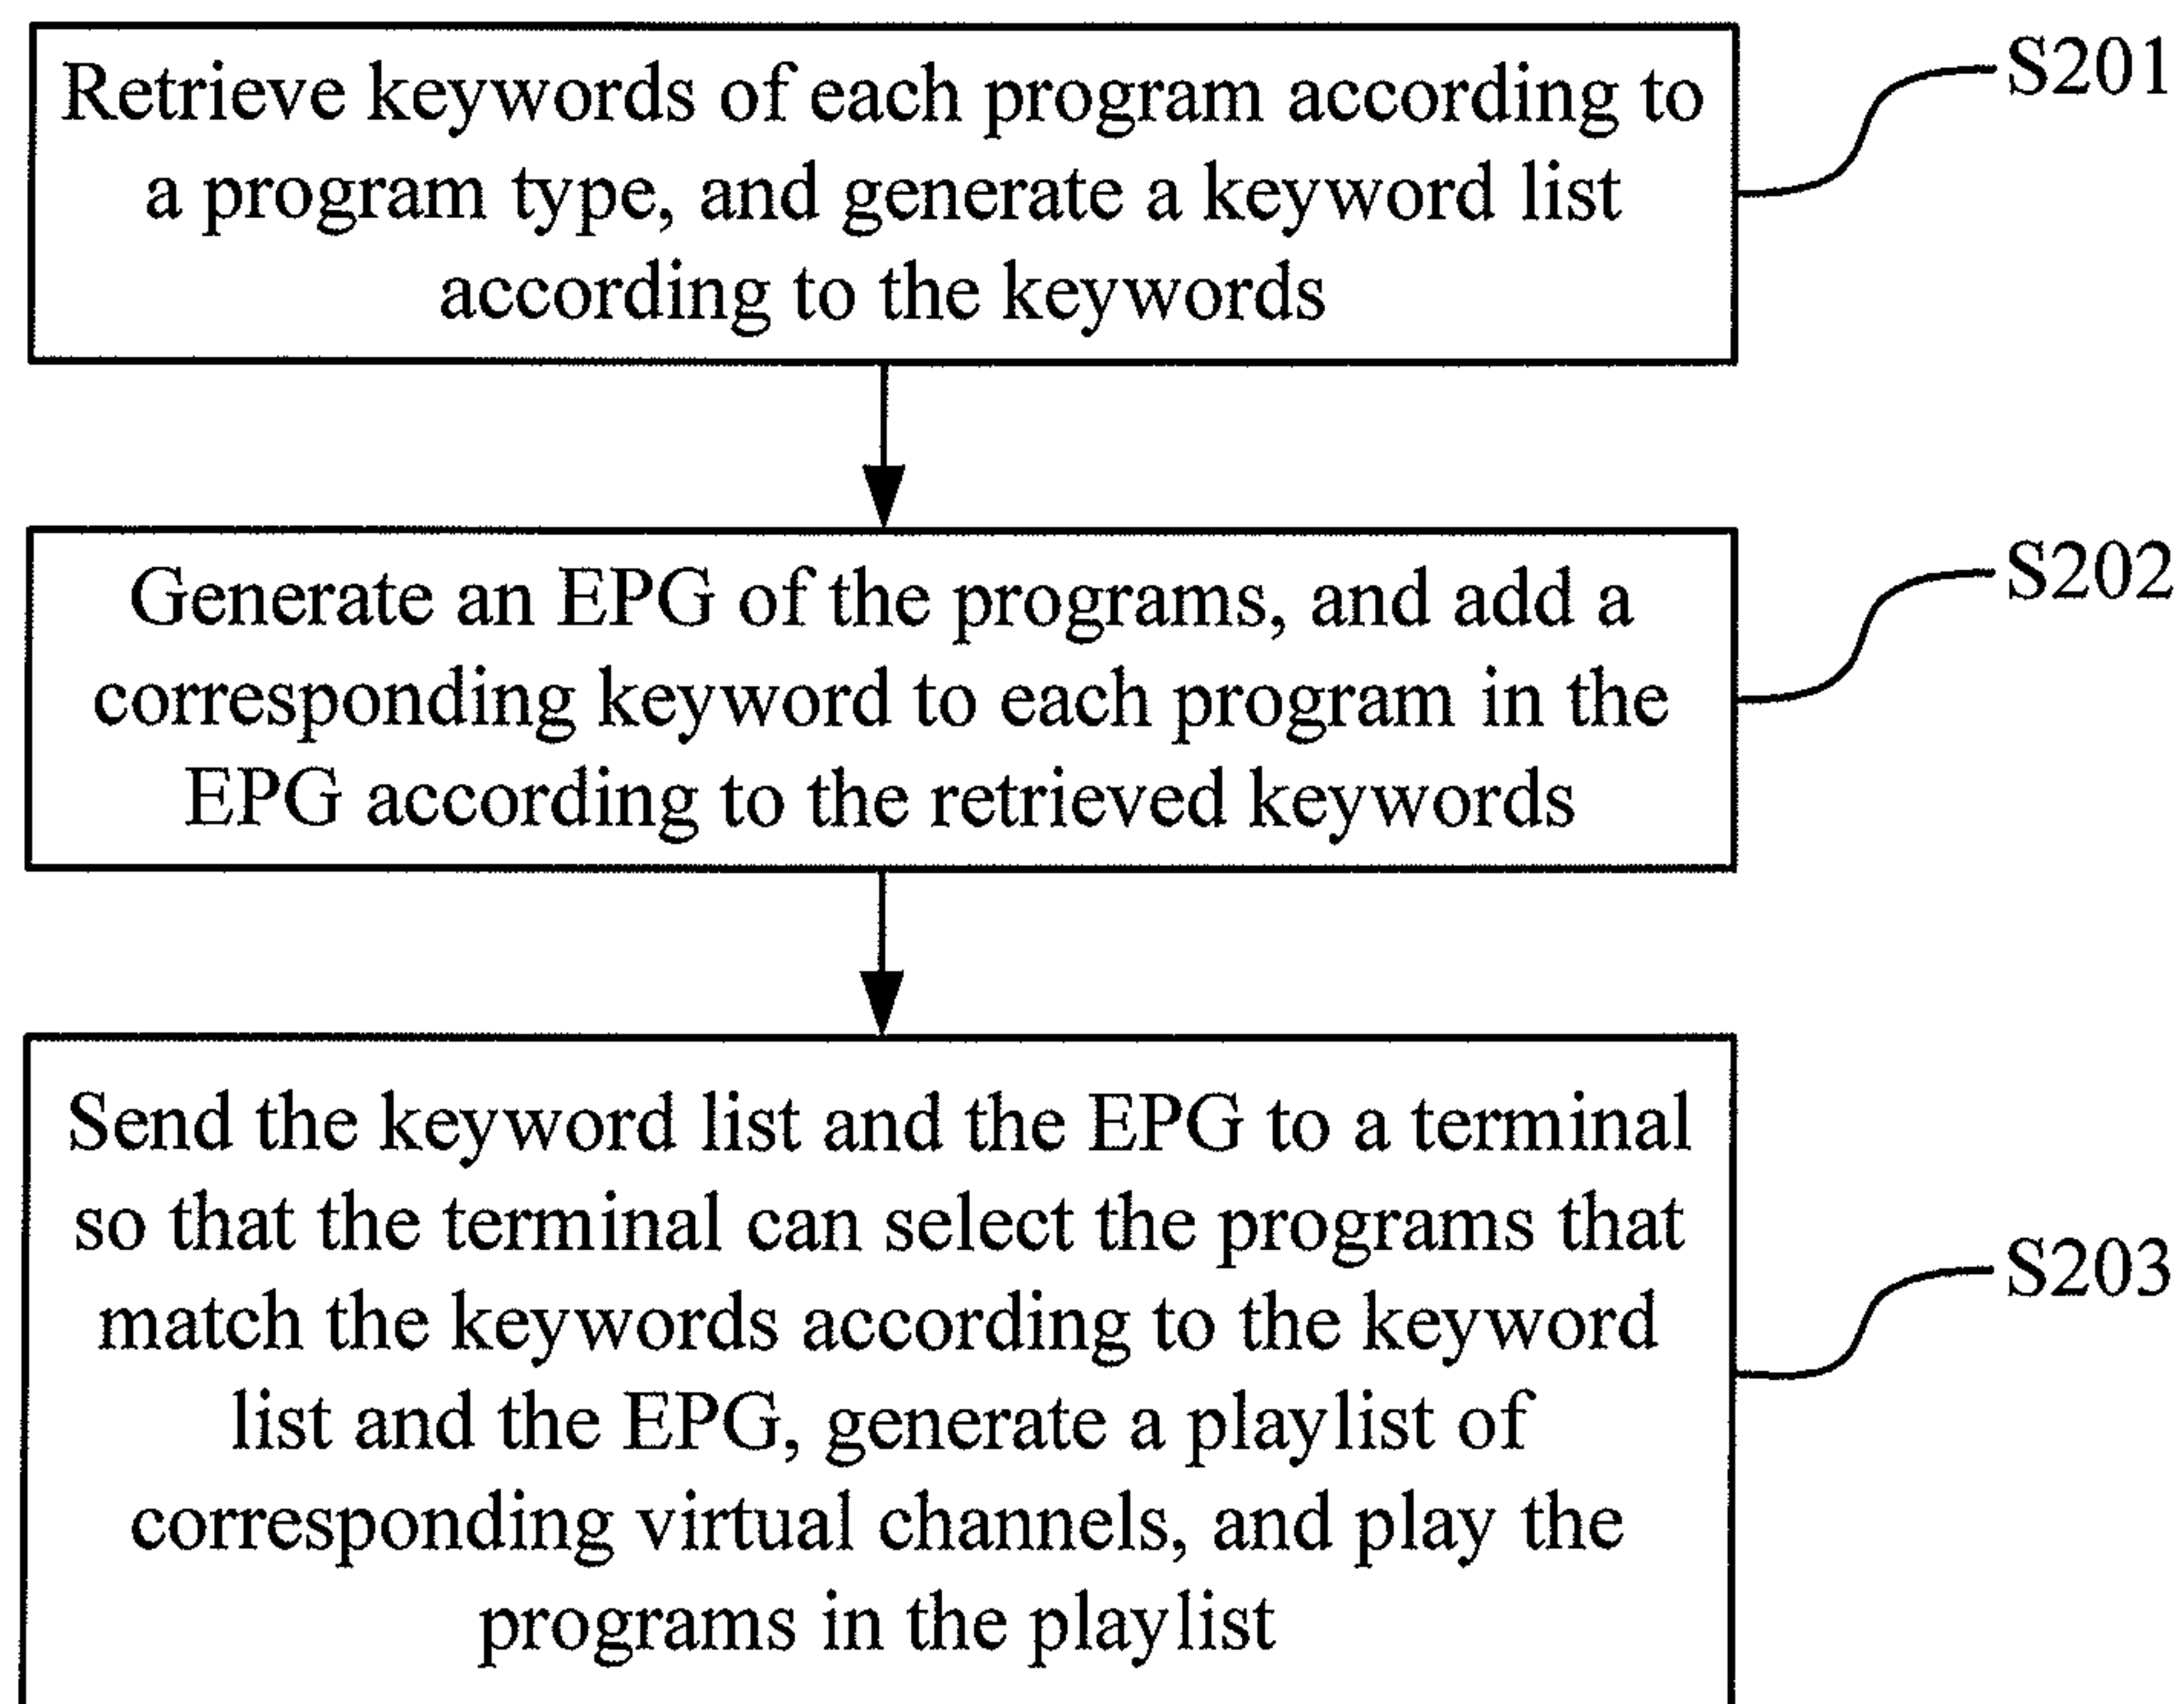 Retrieve keywords of each program according to
a program type, and generate a keyword list
according to the keywords
S201
Generate an EPG of the programs, and add a
corresponding keyword to each program in the
EPG according to the retrieved keywords
S202
Send the keyword list and the EPG to a terminal
so that the terminal can select the programs that
match the keywords according to the keyword
list and the EPG, generate a playlist of
corresponding virtual channels, and play the
programs in the playlist
S203